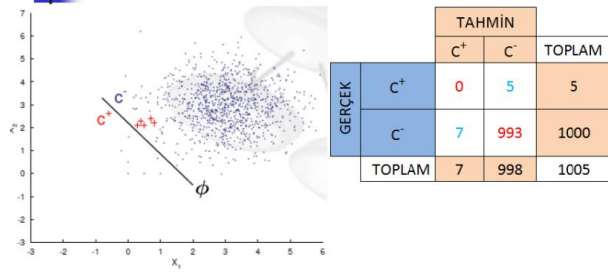 7
6
5
4
3
2
1
0
-1
-2
-3
-3 -2 -1 0 1 2 3 4 5 6
X₂
X₁
C⁻
C⁺
ϕ
TAHMİN
C⁺ C⁻ TOPLAM
GERÇEK
C⁺ 0 5 5
C⁻ 7 993 1000
TOPLAM 7 998 1005